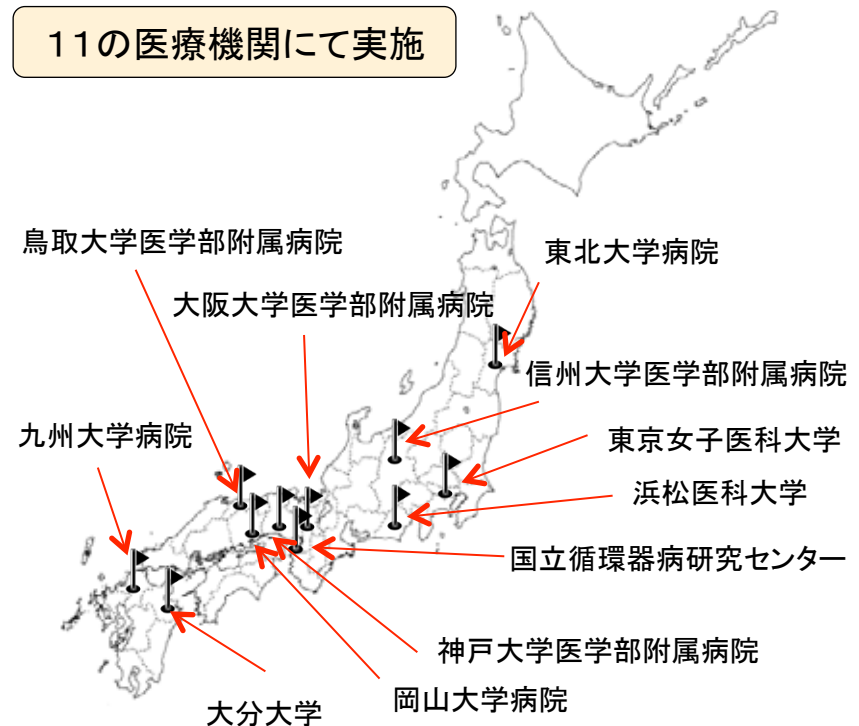 11の医療機関にて実施
鳥取大学医学部附属病院
東北大学病院
大阪大学医学部附属病院
信州大学医学部附属病院
九州大学病院
東京女子医科大学
浜松医科大学
国立循環器病研究センター
神戸大学医学部附属病院
岡山大学病院
大分大学